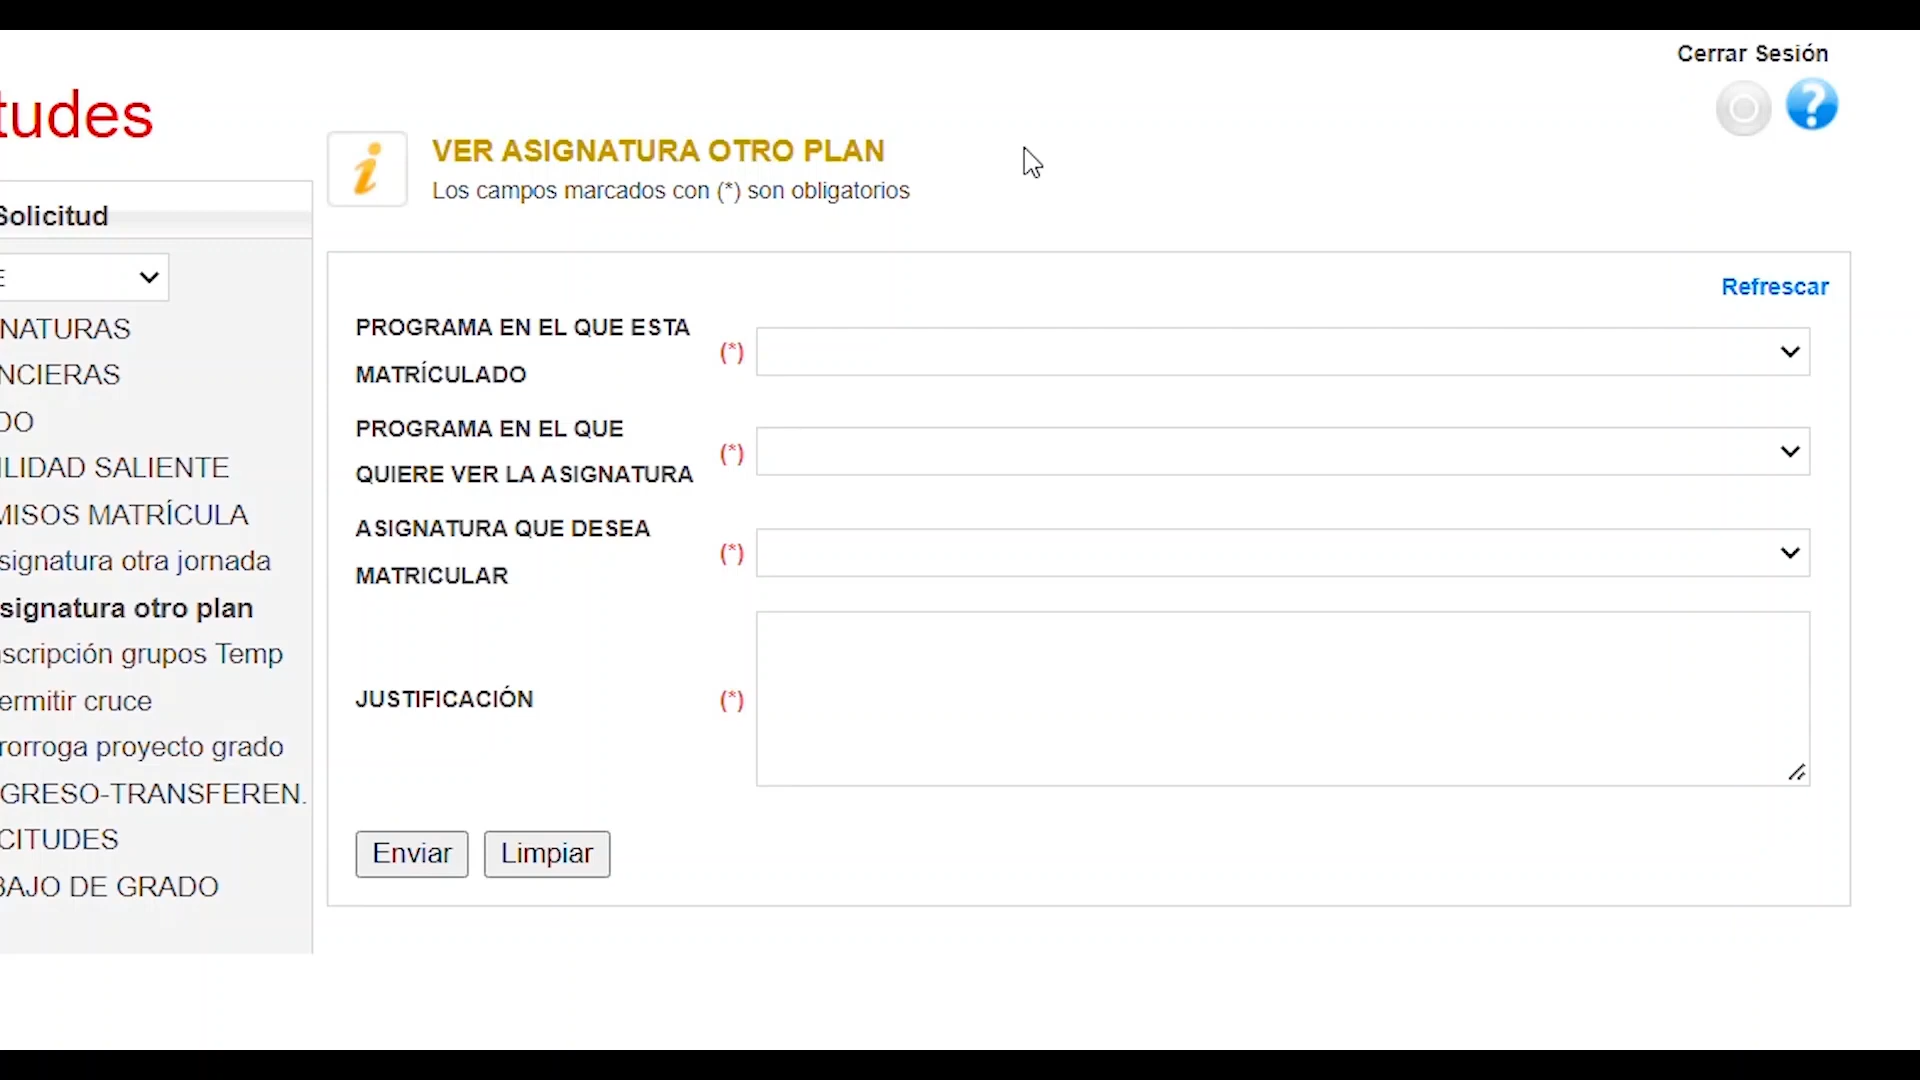 Cerrar Sesión
tudes
VER ASIGNATURA OTRO PLAN
Los campos marcados con (*) son obligatorios
Solicitud
E
NATURAS
NCIERAS
DO
ILIDAD SALIENTE
MISOS MATRÍCULA
signatura otra jornada
signatura otro plan
nscripción grupos Temp
ermitir cruce
rorroga proyecto grado
GRESO-TRANSFEREN.
CITUDES
BAJO DE GRADO
Refrescar
PROGRAMA EN EL QUE ESTA
MATRÍCULADO
(*)
PROGRAMA EN EL QUE
QUIERE VER LA ASIGNATURA
(*)
ASIGNATURA QUE DESEA
MATRICULAR
(*)
JUSTIFICACIÓN (*)
Enviar Limpiar